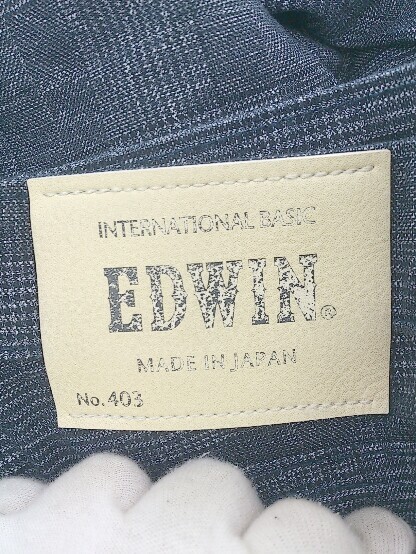 INTERNATIONAL BASIC
EDWIN®
MADE IN JAPAN
No. 403